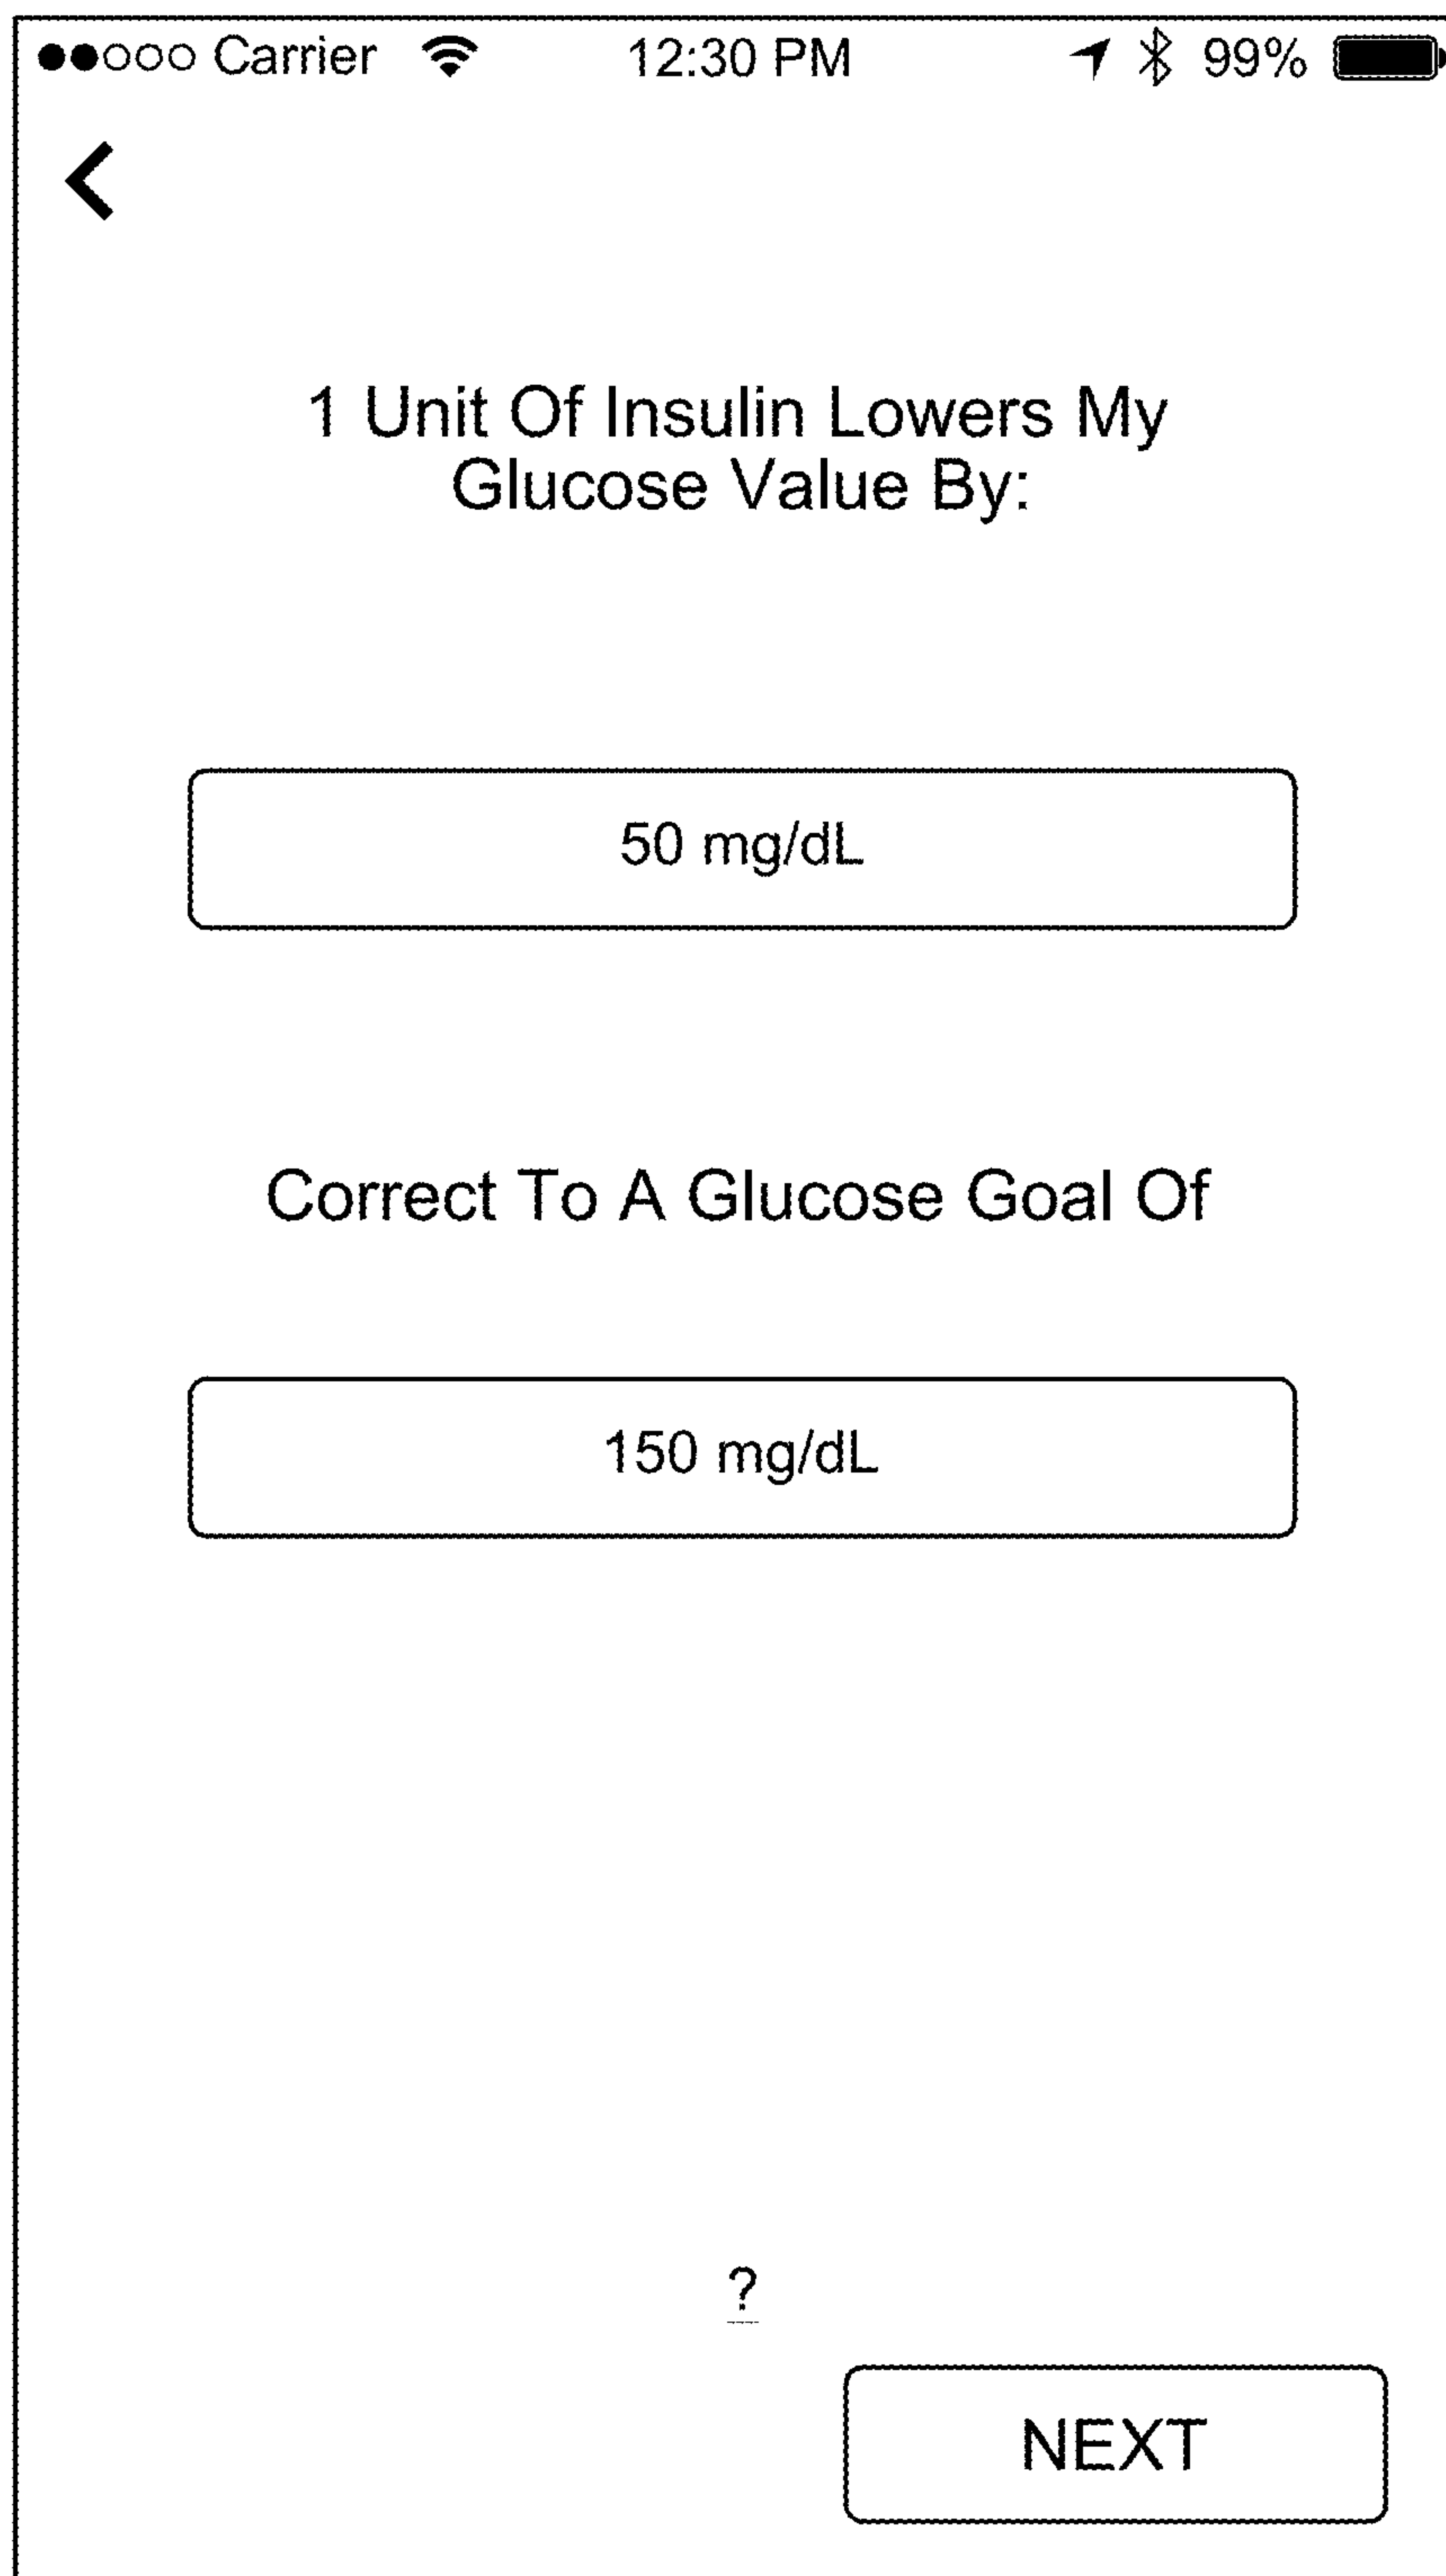 Carrier 12:30 PM 99%
1 Unit Of Insulin Lowers My
Glucose Value By:
50 mg/dL
Correct To A Glucose Goal Of
150 mg/dL
?
NEXT